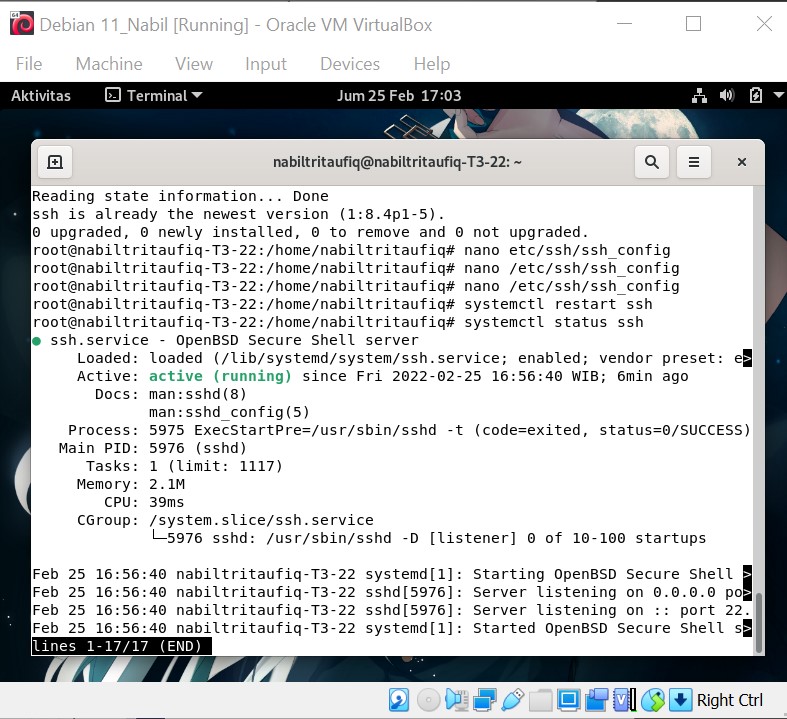 Debian 11_Nabil [Running] - Oracle VM VirtualBox
File Machine View Input Devices Help
Aktivitas Terminal Jum 25 Feb 17:03
nabiltritaufiq@nabiltritaufiq-T3-22: ~
Reading state information... Done
ssh is already the newest version (1:8.4p1-5).
0 upgraded, 0 newly installed, 0 to remove and 0 not upgraded.
root@nabiltritaufiq-T3-22:/home/nabiltritaufiq# nano etc/ssh/ssh_config
root@nabiltritaufiq-T3-22:/home/nabiltritaufiq# nano /etc/ssh/ssh_config
root@nabiltritaufiq-T3-22:/home/nabiltritaufiq# nano /etc/ssh/ssh_config
root@nabiltritaufiq-T3-22:/home/nabiltritaufiq# systemctl restart ssh
root@nabiltritaufiq-T3-22:/home/nabiltritaufiq# systemctl status ssh
● ssh.service - OpenBSD Secure Shell server
Loaded: loaded (/lib/systemd/system/ssh.service; enabled; vendor preset: e>
Active: active (running) since Fri 2022-02-25 16:56:40 WIB; 6min ago
Docs: man:sshd(8)
man:sshd_config(5)
Process: 5975 ExecStartPre=/usr/sbin/sshd -t (code=exited, status=0/SUCCESS)
Main PID: 5976 (sshd)
Tasks: 1 (limit: 1117)
Memory: 2.1M
CPU: 39ms
CGroup: /system.slice/ssh.service
└─5976 sshd: /usr/sbin/sshd -D [listener] 0 of 10-100 startups
Feb 25 16:56:40 nabiltritaufiq-T3-22 systemd[1]: Starting OpenBSD Secure Shell >
Feb 25 16:56:40 nabiltritaufiq-T3-22 sshd[5976]: Server listening on 0.0.0.0 po>
Feb 25 16:56:40 nabiltritaufiq-T3-22 sshd[5976]: Server listening on :: port 22.
Feb 25 16:56:40 nabiltritaufiq-T3-22 systemd[1]: Started OpenBSD Secure Shell s>
lines 1-17/17 (END)
Right Ctrl